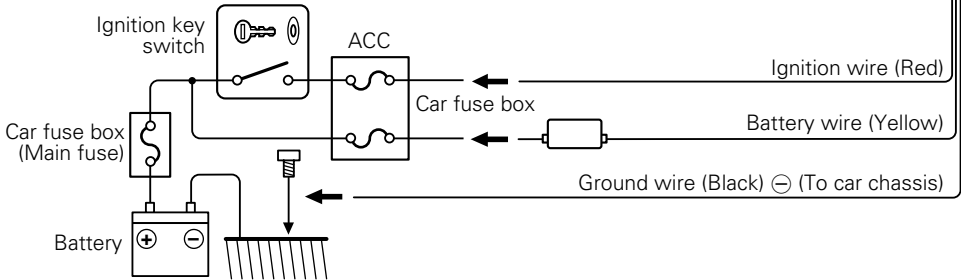 Ignition key
switch
ACC
Ignition wire (Red)
Car fuse box
Battery wire (Yellow)
Car fuse box
(Main fuse)
Ground wire (Black) ⊖ (To car chassis)
Battery
⊕ ⊖